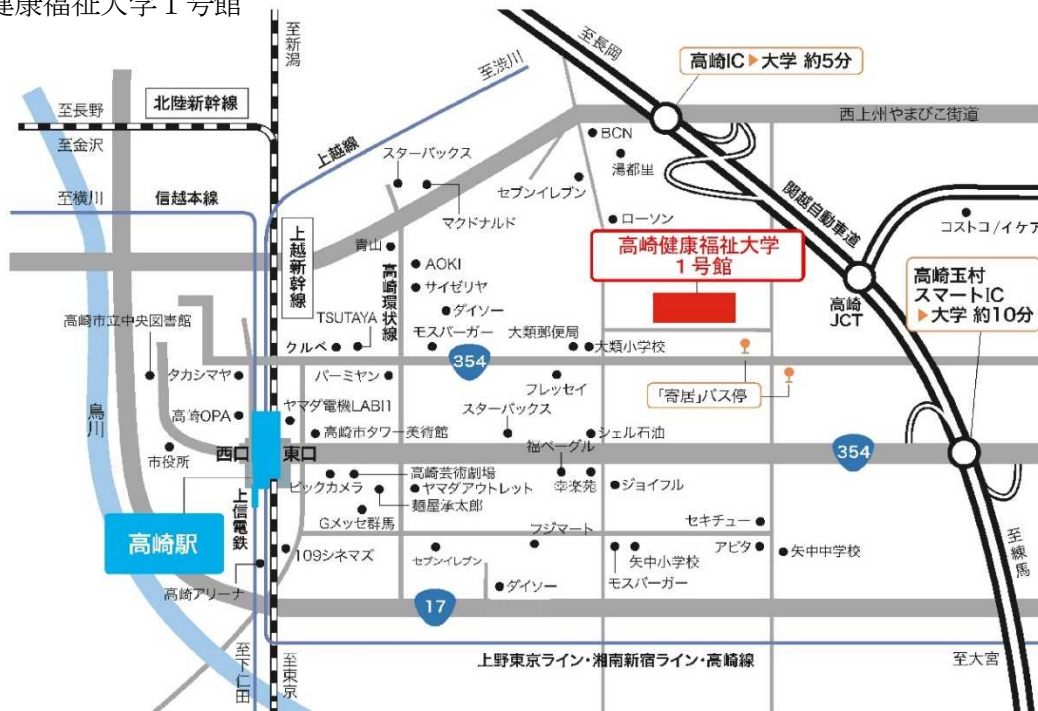 健康福祉大学１号館
至新潟
至長岡
高崎IC▶大学 約5分
至渋川
北陸新幹線
至長野
至金沢
西上州やまびこ街道
上越線
スターバックス
BCN
湯都里
マクドナルド
セブンイレブン
関越自動車道
至横川
信越本線
ローソン
コストコ/イケア
上越新幹線
青山
高崎環状線
高崎健康福祉大学
1号館
AOKI
サイゼリヤ
ダイソー
高崎
JCT
高崎玉村
スマートIC
▶大学 約10分
高崎市立中央図書館
TSUTAYA
モスバーガー
大類郵便局
クルベ
354
大類小学校
タカシマヤ
バーミヤン
フレッセイ
「寄居」バス停
烏川
高崎OPA
ヤマダ電機LABI1
スターバックス
高崎市タワー美術館
シェル石油
市役所
西口
東口
福ベーグル
354
高崎芸術劇場
ビックカメラ
ヤマダアウトレット
幸楽苑
ジョイフル
麺屋承太郎
上信電鉄
Gメッセ群馬
フジマート
セキチュー
高崎駅
109シネマズ
セブンイレブン
矢中小学校
アピタ
矢中中学校
至練馬
高崎アリーナ
ダイソー
モスバーガー
17
至下仁田
至東京
上野東京ライン・湘南新宿ライン・高崎線
至大宮